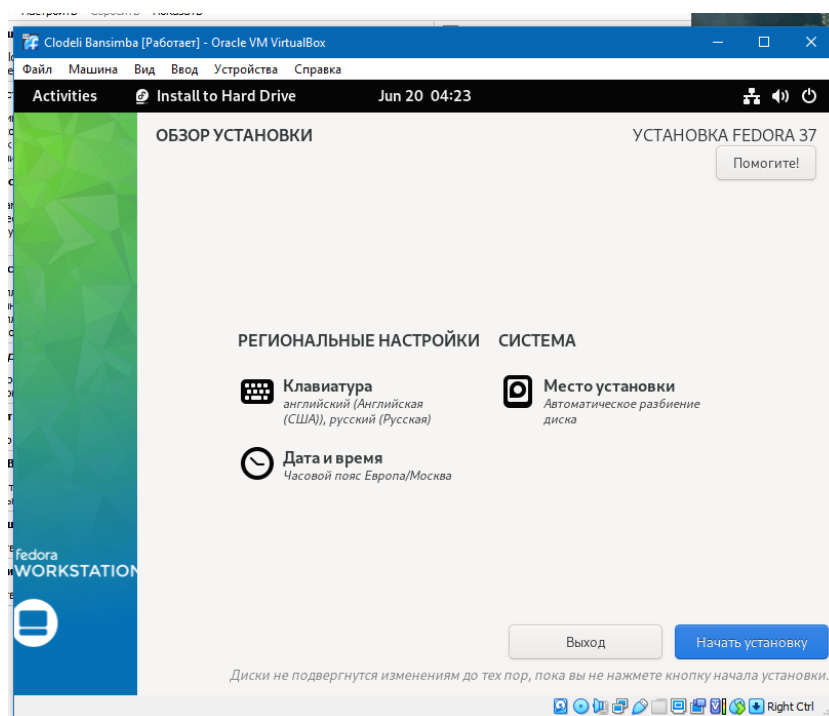 Clodeli Bansimba [Работает] - Oracle VM VirtualBox
Файл Машина Вид Ввод Устройства Справка
Activities Install to Hard Drive Jun 20 04:23
ОБЗОР УСТАНОВКИ
УСТАНОВКА FEDORA 37
Помогите!
РЕГИОНАЛЬНЫЕ НАСТРОЙКИ
Клавиатура
английский (Английская
(США)), русский (Русская)
Дата и время
Часовой пояс Европа/Москва
СИСТЕМА
Место установки
Автоматическое разбиение
диска
fedora
WORKSTATION
Выход
Начать установку
Диски не подвергнутся изменениям до тех пор, пока вы не нажмете кнопку начала установки.
Right Ctrl